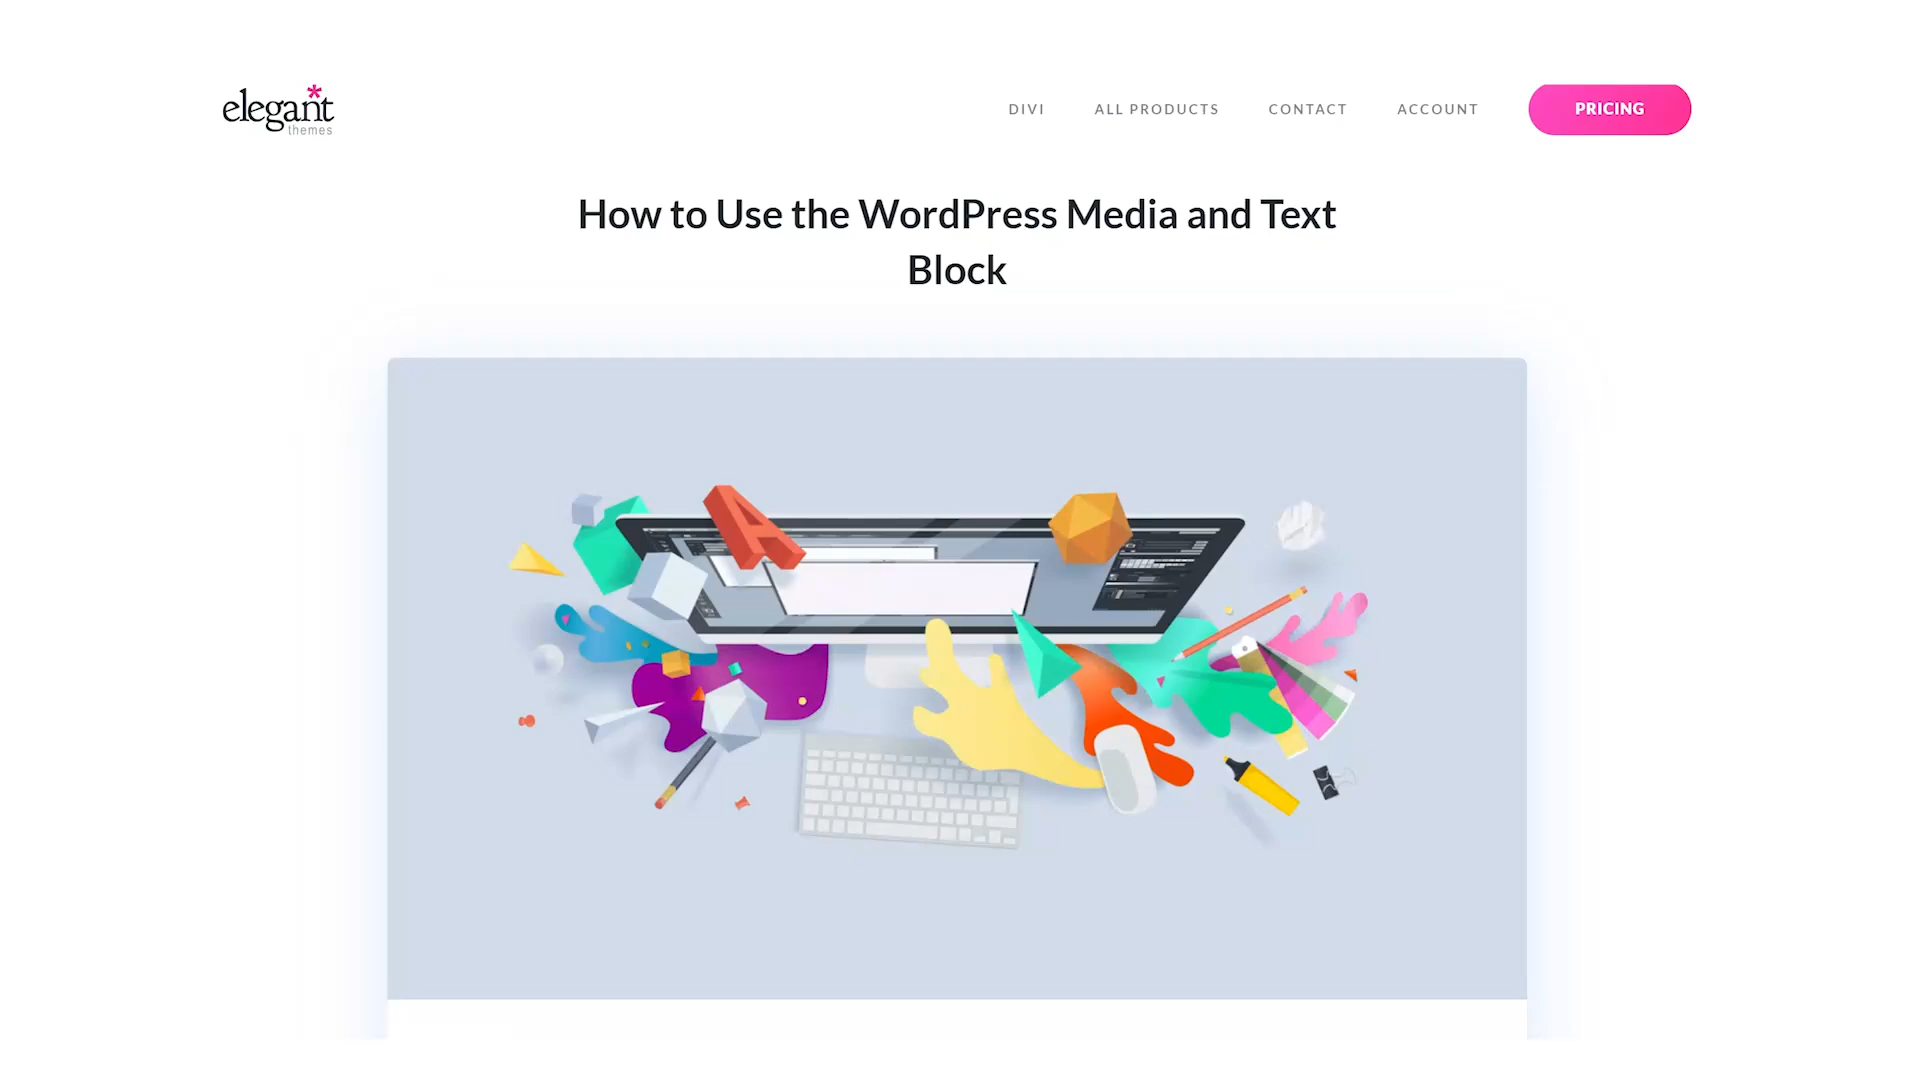 elegant*
themes
DIVI
ALL PRODUCTS
CONTACT
ACCOUNT
PRICING
How to Use the WordPress Media and Text
Block
A